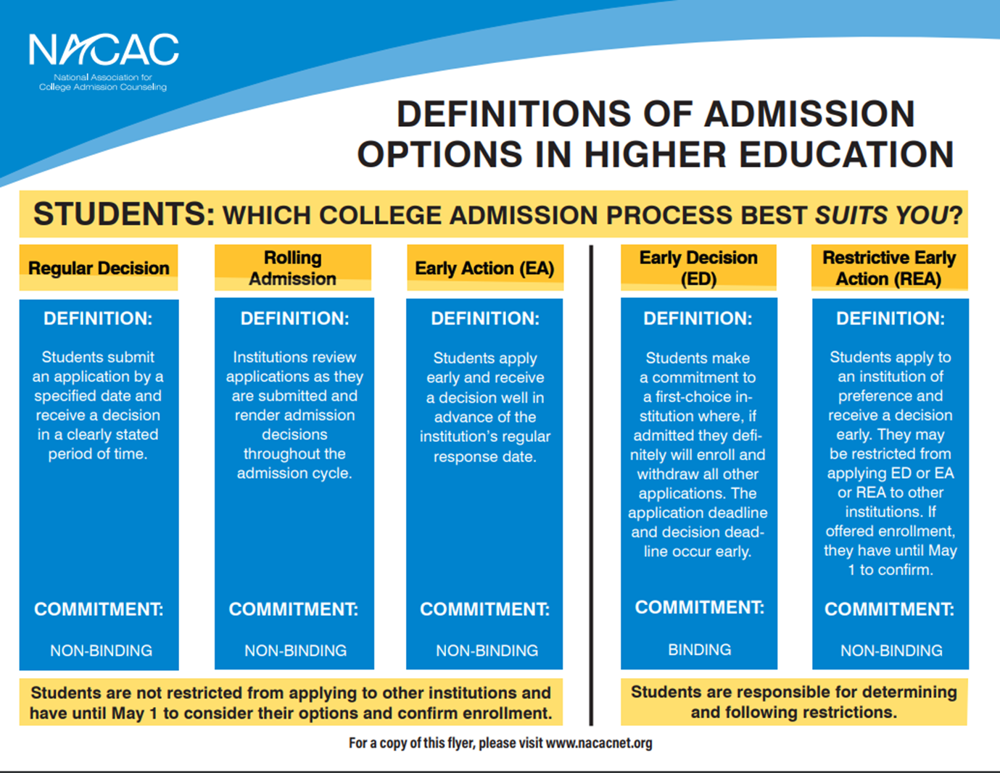 NACAC
National Association for
College Admission Counseling
DEFINITIONS OF ADMISSION
OPTIONS IN HIGHER EDUCATION
STUDENTS: WHICH COLLEGE ADMISSION PROCESS BEST SUITS YOU?
Regular Decision
DEFINITION:
Students submit
an application by a
specified date and
receive a decision
in a clearly stated
period of time.
COMMITMENT:
NON-BINDING
Rolling
Admission
DEFINITION:
Institutions review
applications as they
are submitted and
render admission
decisions
throughout the
admission cycle.
COMMITMENT:
NON-BINDING
Early Action (EA)
DEFINITION:
Students apply
early and receive
a decision well in
advance of the
institution's regular
response date.
COMMITMENT:
NON-BINDING
Students are not restricted from applying to other institutions and
have until May 1 to consider their options and confirm enrollment.
Early Decision
(ED)
DEFINITION:
Students make
a commitment to
a first-choice in-
stitution where, if
admitted they defi-
nitely will enroll and
withdraw all other
applications. The
application deadline
and decision dead-
line occur early.
COMMITMENT:
BINDING
Restrictive Early
Action (REA)
DEFINITION:
Students apply to
an institution of
preference and
receive a decision
early. They may
be restricted from
applying ED or EA
or REA to other
institutions. If
offered enrollment,
they have until May
1 to confirm.
COMMITMENT:
NON-BINDING
Students are responsible for determining
and following restrictions.
For a copy of this flyer, please visit www.nacacnet.org